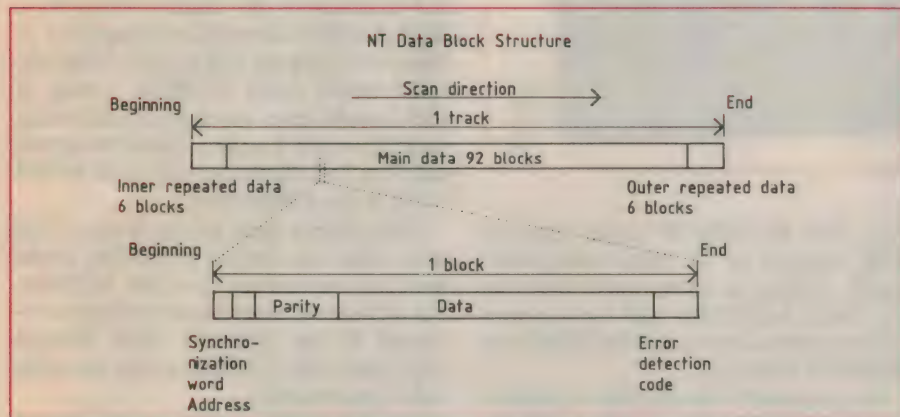 NT Data Block Structure
Scan direction
Beginning
End
1 track
Main data 92 blocks
Inner repeated data
6 blocks
Outer repeated data
6 blocks
Beginning
End
1 block
Parity
Data
Synchro-
nization
word
Address
Error
detection
code